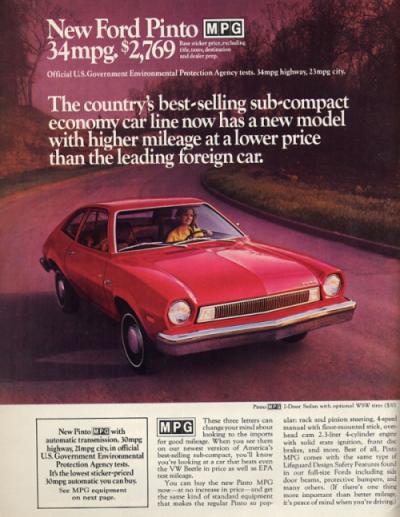 New Ford Pinto MPG
34mpg. $2,769
Base sticker price, excluding
title, taxes, destination
and dealer prep.
Official U.S. Government Environmental Protection Agency tests. 34mpg highway, 23mpg city.
The country's best-selling sub-compact
economy car line now has a new model
with higher mileage at a lower price
than the leading foreign car.
PINTO
Pinto MPG 2-Door Sedan with optional WSW tires
New Pinto MPG with
automatic transmission, 30mpg
highway, 21mpg city, in official
U.S. Government Environmental
Protection Agency tests.
It's the lowest sticker-priced
30mpg automatic you can buy.
See MPG equipment
on next page.
MPG These three letters can
change your mind about
looking to the imports
for good mileage. When you see them
on our newest version of America's
best-selling sub-compact, you'll know
you're looking at a car that beats even
the VW Beetle in price as well as EPA
test mileage.
You can buy the new Pinto MPG
now—at no increase in price—and get
the same kind of standard equipment
that makes the regular Pinto so pop-
ular: rack and pinion steering, 4-speed
manual with floor-mounted stick, over-
head cam 2.3-liter 4-cylinder engine
with solid state ignition, front disc
brakes, and more. Best of all, Pinto
MPG comes with the same type of
Lifeguard Design Safety Features found
in our full-size Fords including side
door beams, protective bumpers, and
many others. (If there's one thing
more important than better mileage,
it's peace of mind when you're driving.)